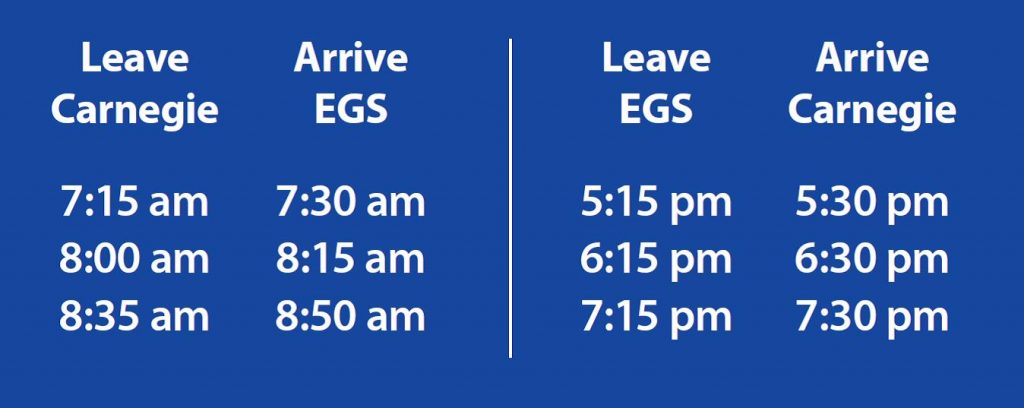 Leave Arrive Leave Arrive
Carnegie EGS EGS Carnegie
7:15 am 7:30 am 5:15 pm 5:30 pm
8:00 am 8:15 am 6:15 pm 6:30 pm
8:35 am 8:50 am 7:15 pm 7:30 pm